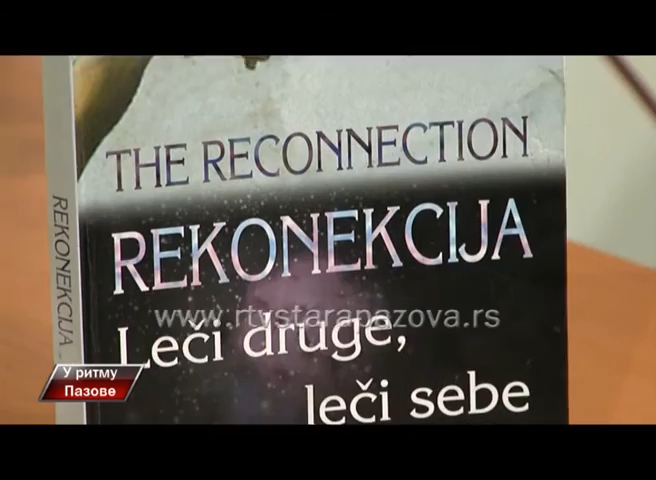 THE RECONNECTION
REKONEKCIJA
REKONEKCIJA
www.rtvstarapazova.rs
Leči druge,
leči sebe
У ритму
Пазове